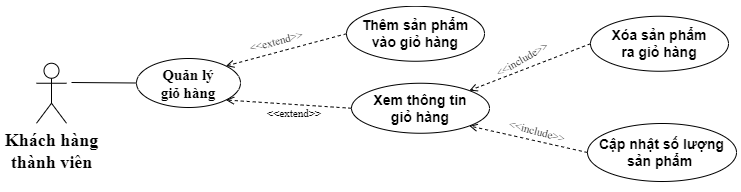 Thêm sản phẩm
vào giỏ hàng
<<extend>>
Xóa sản phẩm
ra giỏ hàng
<<include>>
Quản lý
giỏ hàng
Xem thông tin
giỏ hàng
<<extend>>
Khách hàng
thành viên
<<include>>
Cập nhật số lượng
sản phẩm